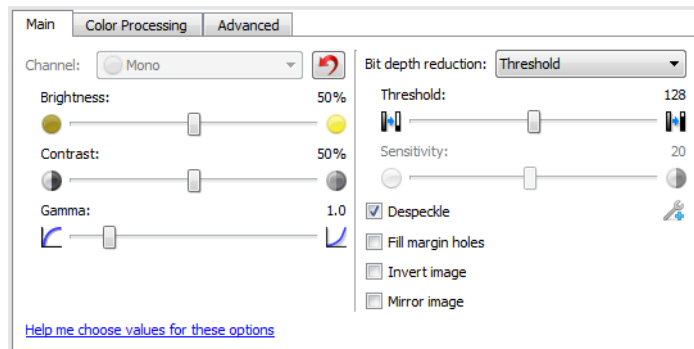 Main Color Processing Advanced
Channel: Mono
Brightness: 50%
Contrast: 50%
Gamma: 1.0
Help me choose values for these options
Bit depth reduction: Threshold
Threshold: 128
Sensitivity: 20
Despeckle
Fill margin holes
Invert image
Mirror image